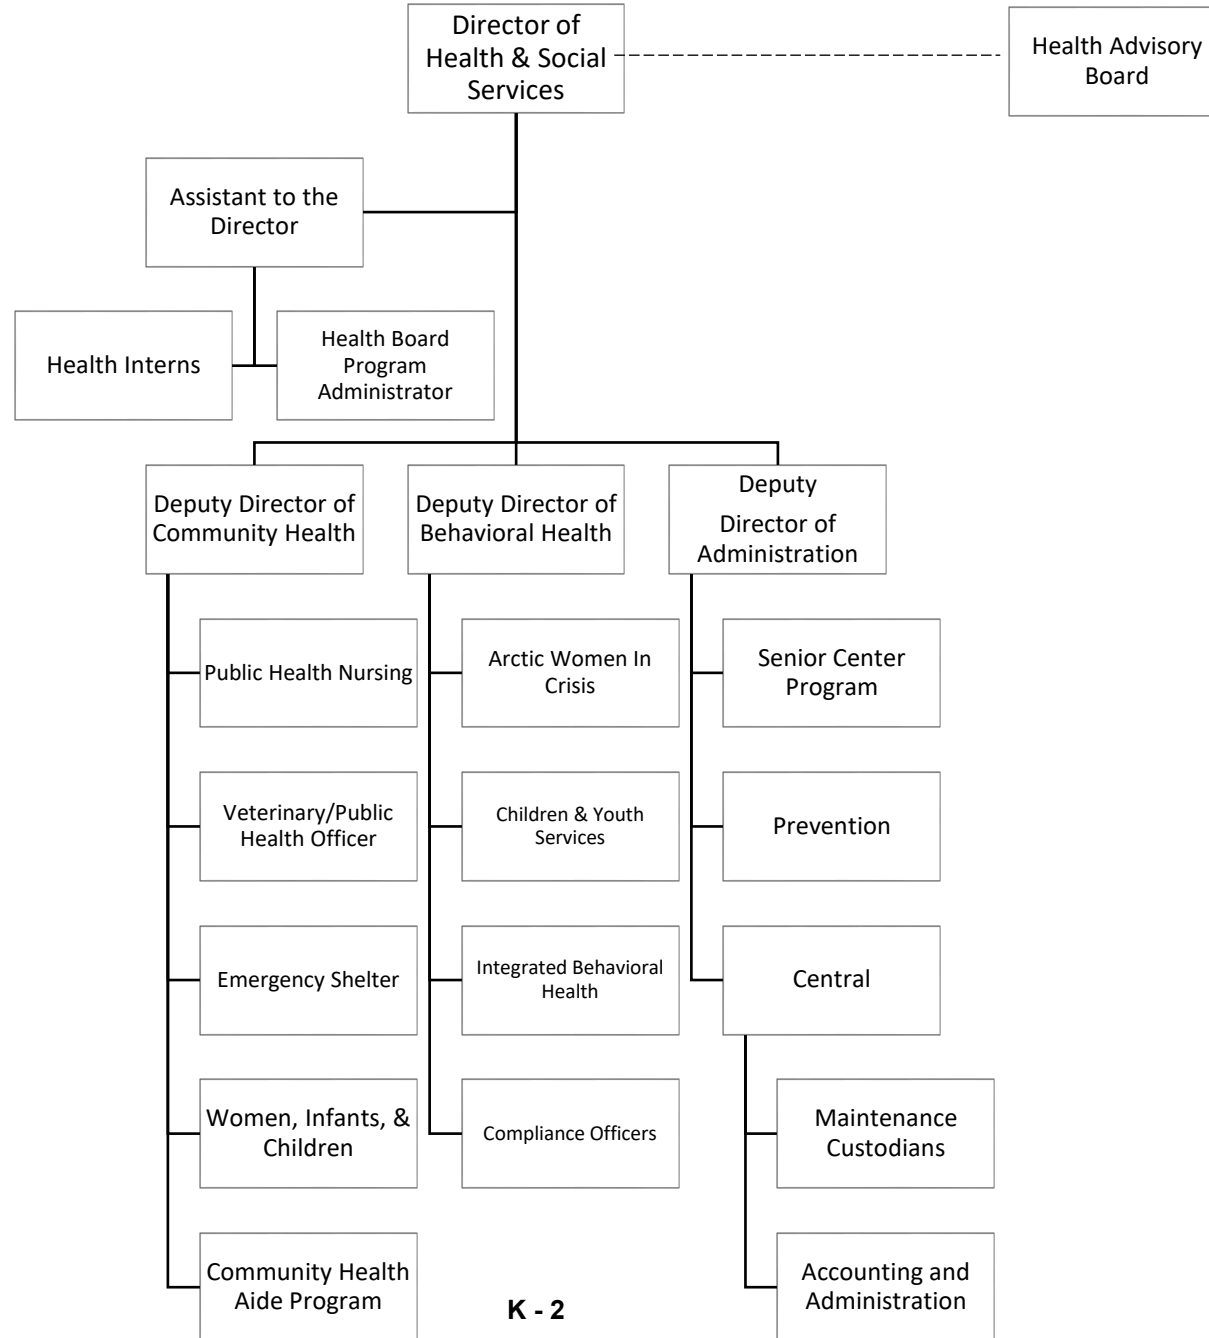 Director of
Health & Social
Services
Health Advisory
Board
Assistant to the
Director
Health Interns
Health Board
Program
Administrator
Deputy Director of
Community Health
Deputy Director of
Behavioral Health
Deputy
Director of
Administration
Public Health Nursing
Arctic Women In
Crisis
Senior Center
Program
Veterinary/Public
Health Officer
Children & Youth
Services
Prevention
Emergency Shelter
Integrated Behavioral
Health
Central
Women, Infants, &
Children
Compliance Officers
Maintenance
Custodians
Community Health
Aide Program
Accounting and
Administration
K - 2